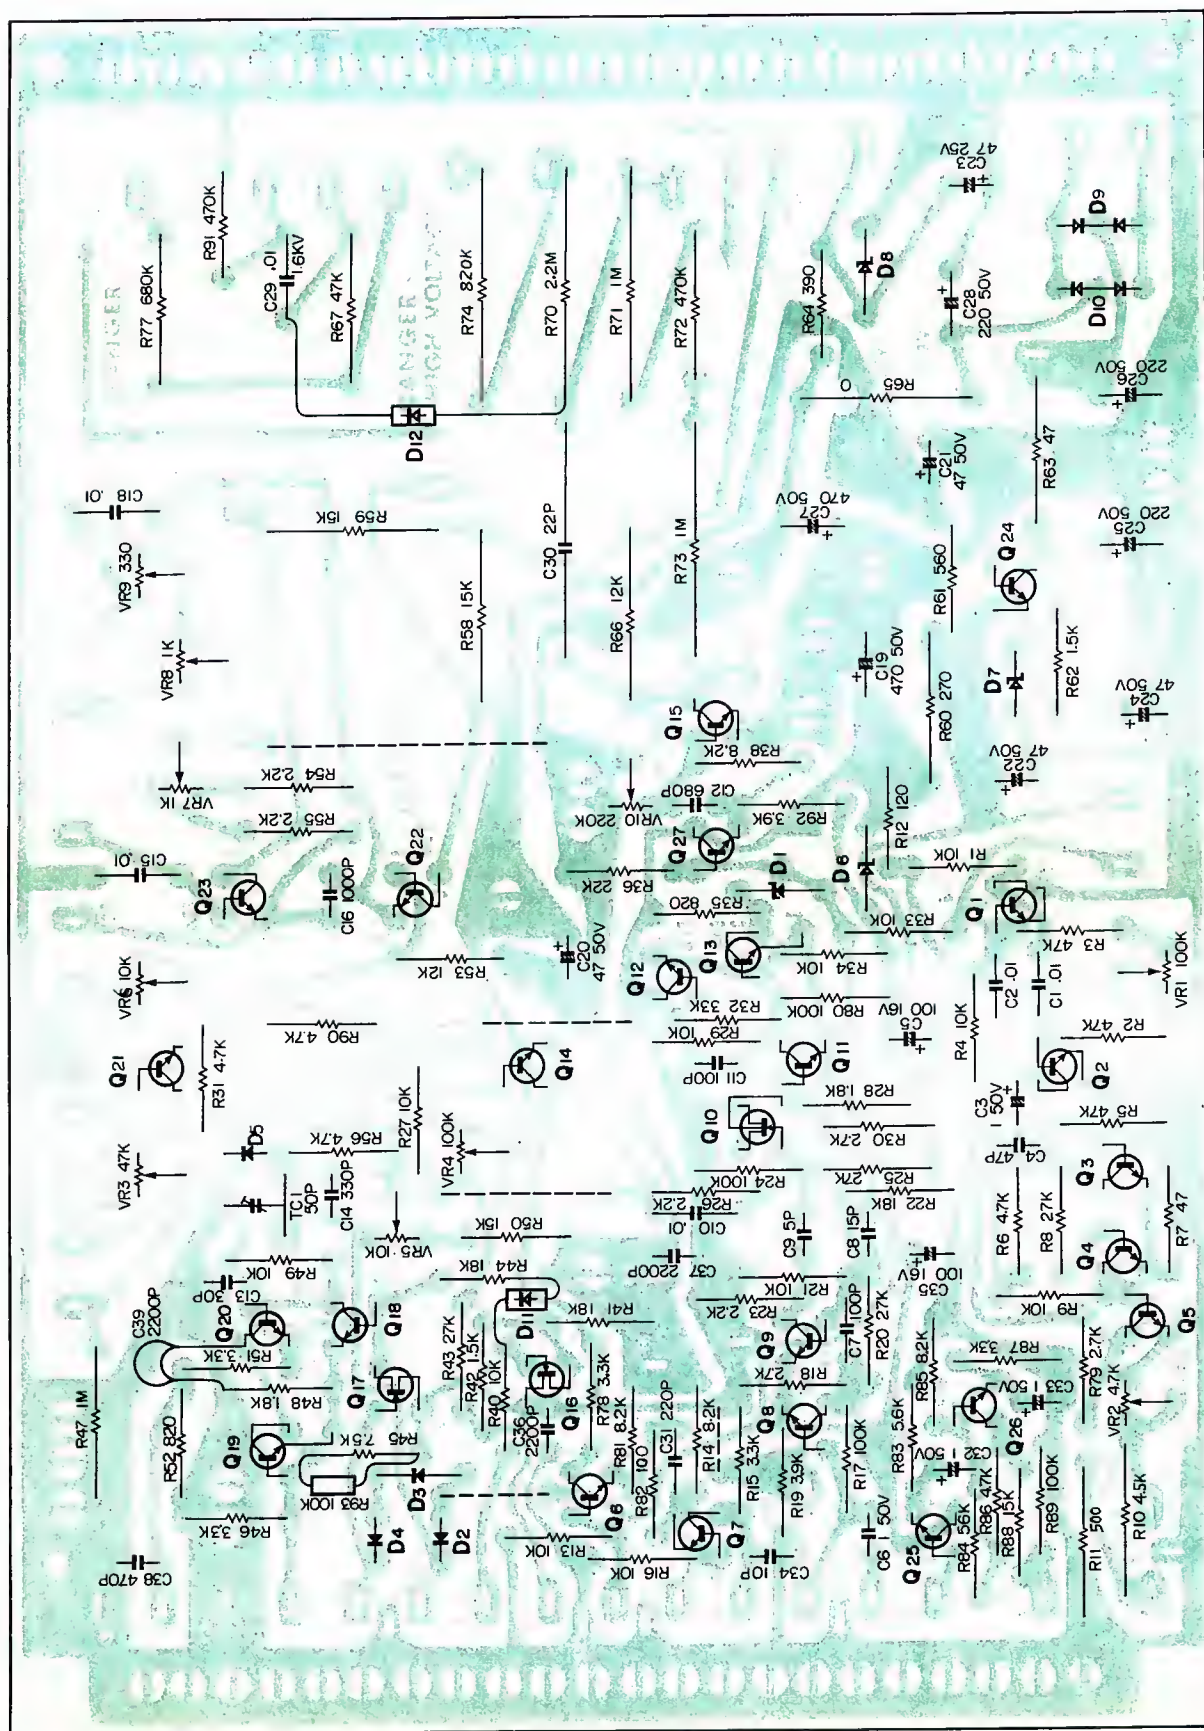 R77 680K
R91 470K
C29 .01
1.6KV
R67 47K
R74 820K
R70 2.2M
R71 1M
R72 470K
R64 390
D8
C23
47 25V
C28
220 50V
D9
D10
DANGER
HIGH VOLTAGE
D12
O
R65
C26
220 50V
C18 .01
VR9 330
R59 15K
C30 22P
R73 1M
C27
470 50V
C21
47 50V
R63 47
C25
220 50V
VR8 1K
R58 15K
R66 12K
R61 560
Q24
C19
470 50V
R60 270
D7
R62 1.5K
C24
47 50V
Q15
R38 8.2K
VR7 1K
R54 2.2K
R55 2.2K
VR10 220K
C12 680P
R92 3.9K
R12 120
C22
47 50V
C15 .01
Q23
C16 1000P
Q22
R36 22K
Q27
D1
D6
R1 10K
R35
820
R33
10K
Q1
R3 47K
VR6 10K
R53
12K
C20
47 50V
Q12
Q13
R34
10K
C2 .01
C1 .01
VR1 100K
Q21
R31 4.7K
R90
4.7K
Q14
R32 33K
R29
10K
C11 100P
R80
100K
Q11
C5
100 16V
R4 10K
Q2
R2 47K
VR3 47K
D5
R56 4.7K
R27 10K
VR4 100K
Q10
R28 1.8K
R30
2.7K
C3
1 50V
C4 47P
R5 47K
TC1
50P
C14 330P
R24
100K
R26
2.2K
C10
.01
R25
27K
R22
18K
R6 4.7K
R8 27K
Q3
R7 47
VR5 10K
R50
15K
R49
10K
C13
30P
R44
18K
C37 2200P
C9 5P
C8 15P
C35
100 16V
Q4
C39
2200P
Q20
Q18
D11
R41
18K
R21
10K
R23
2.2K
R9 10K
Q5
R51
3.3K
R43 27K
R42 1.5K
C7 100P
R20 27K
Q9
R47 1M
R48
1.8K
Q17
R40
10K
Q16
R78 3.3K
R18
27K
R85 8.2K
R87 33K
R79 2.7K
R52 820
Q19
R45
7.5K
C36
2200P
R81 8.2K
C31 220P
R14 8.2K
Q8
Q26
C33
1 50V
VR2 4.7K
R93 100K
D3
R82 100
R15 3.3K
R19 3.9K
R17 100K
R83 5.6K
C32
1 50V
R46 3.3K
Q6
Q7
R86 47K
R88 15K
R89 100K
D4
D2
R13
10K
R16 10K
C34 10P
C6 1 50V
Q25
R84 56K
R11 500
R10 4.5K
C38 470P